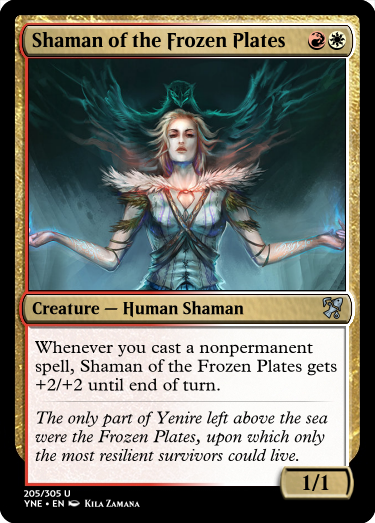 Shaman of the Frozen Plates
Creature — Human Shaman
Whenever you cast a nonpermanent
spell, Shaman of the Frozen Plates gets
+2/+2 until end of turn.
The only part of Yenire left above the sea
were the Frozen Plates, upon which only
the most resilient survivors could live.
1/1
205/305 U
YNE • EN Kila Zamana